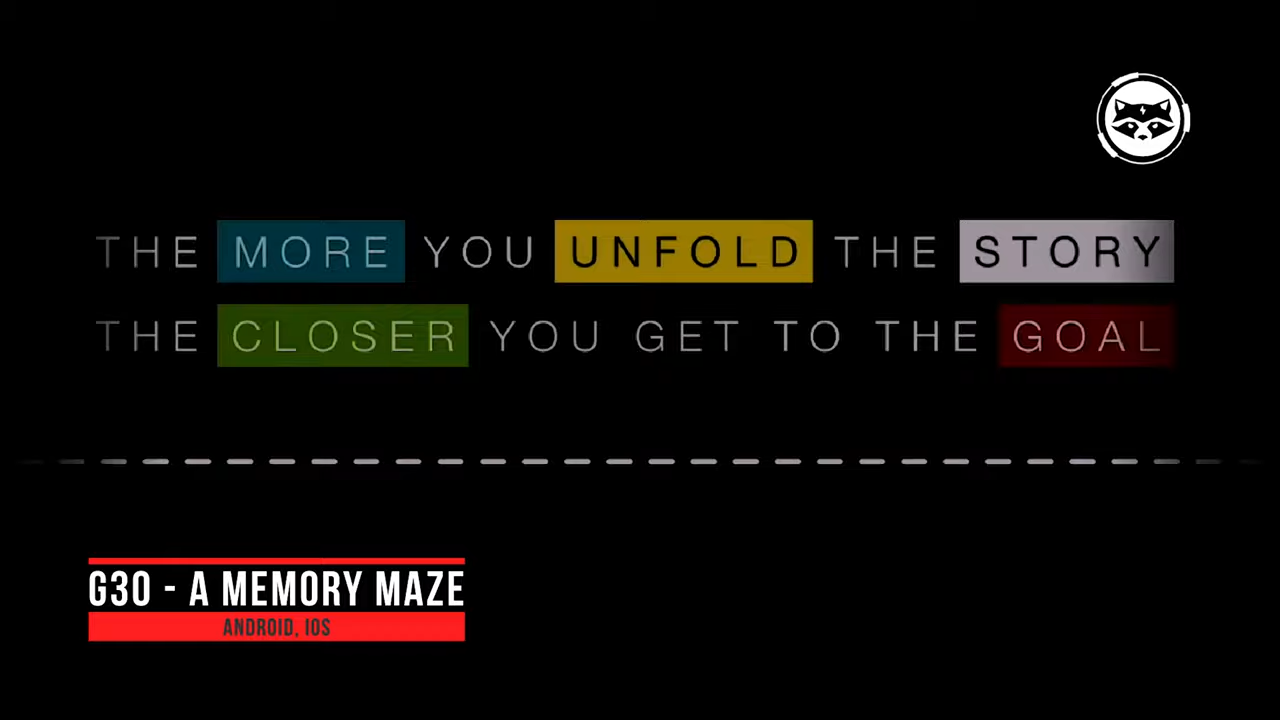 THE MORE YOU UNFOLD THE STORY
THE CLOSER YOU GET TO THE GOAL
G30 - A MEMORY MAZE
ANDROID, IOS